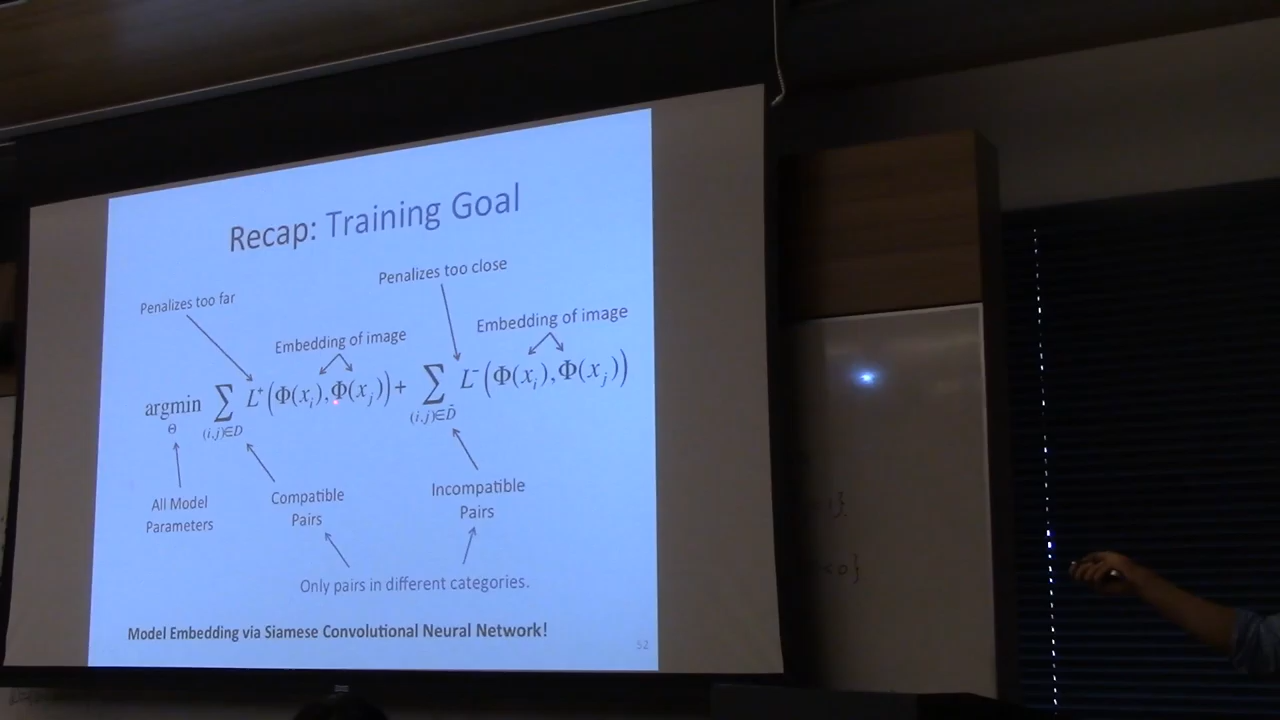 Recap: Training Goal
Penalizes too close
Penalizes too far
Embedding of image
Embedding of image
argmin Σ L⁺(Φ(xᵢ),Φ(xⱼ)) + Σ L⁻(Φ(xᵢ),Φ(xⱼ))
Θ (i,j)∈D (i,j)∈D̃
All Model
Parameters
Compatible
Pairs
Incompatible
Pairs
Only pairs in different categories.
Model Embedding via Siamese Convolutional Neural Network!
52
<0}